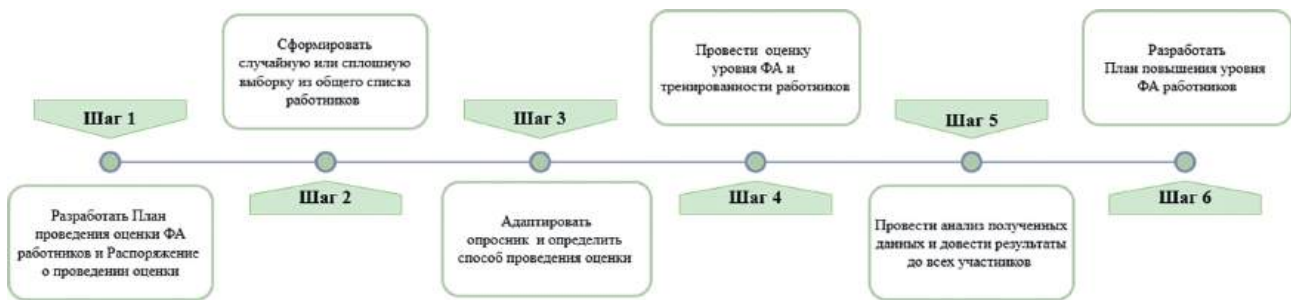 Шаг 1
Разработать План
проведения оценки ФА
работников и Распоряжение
о проведении оценки
Сформировать
случайную или сплошную
выборку из общего списка
работников
Шаг 2
Шаг 3
Адаптировать
опросник и определить
способ проведения оценки
Провести оценку
уровня ФА и
тренированности работников
Шаг 4
Шаг 5
Провести анализ полученных
данных и довести результаты
до всех участников
Разработать
План повышения уровня
ФА работников
Шаг 6